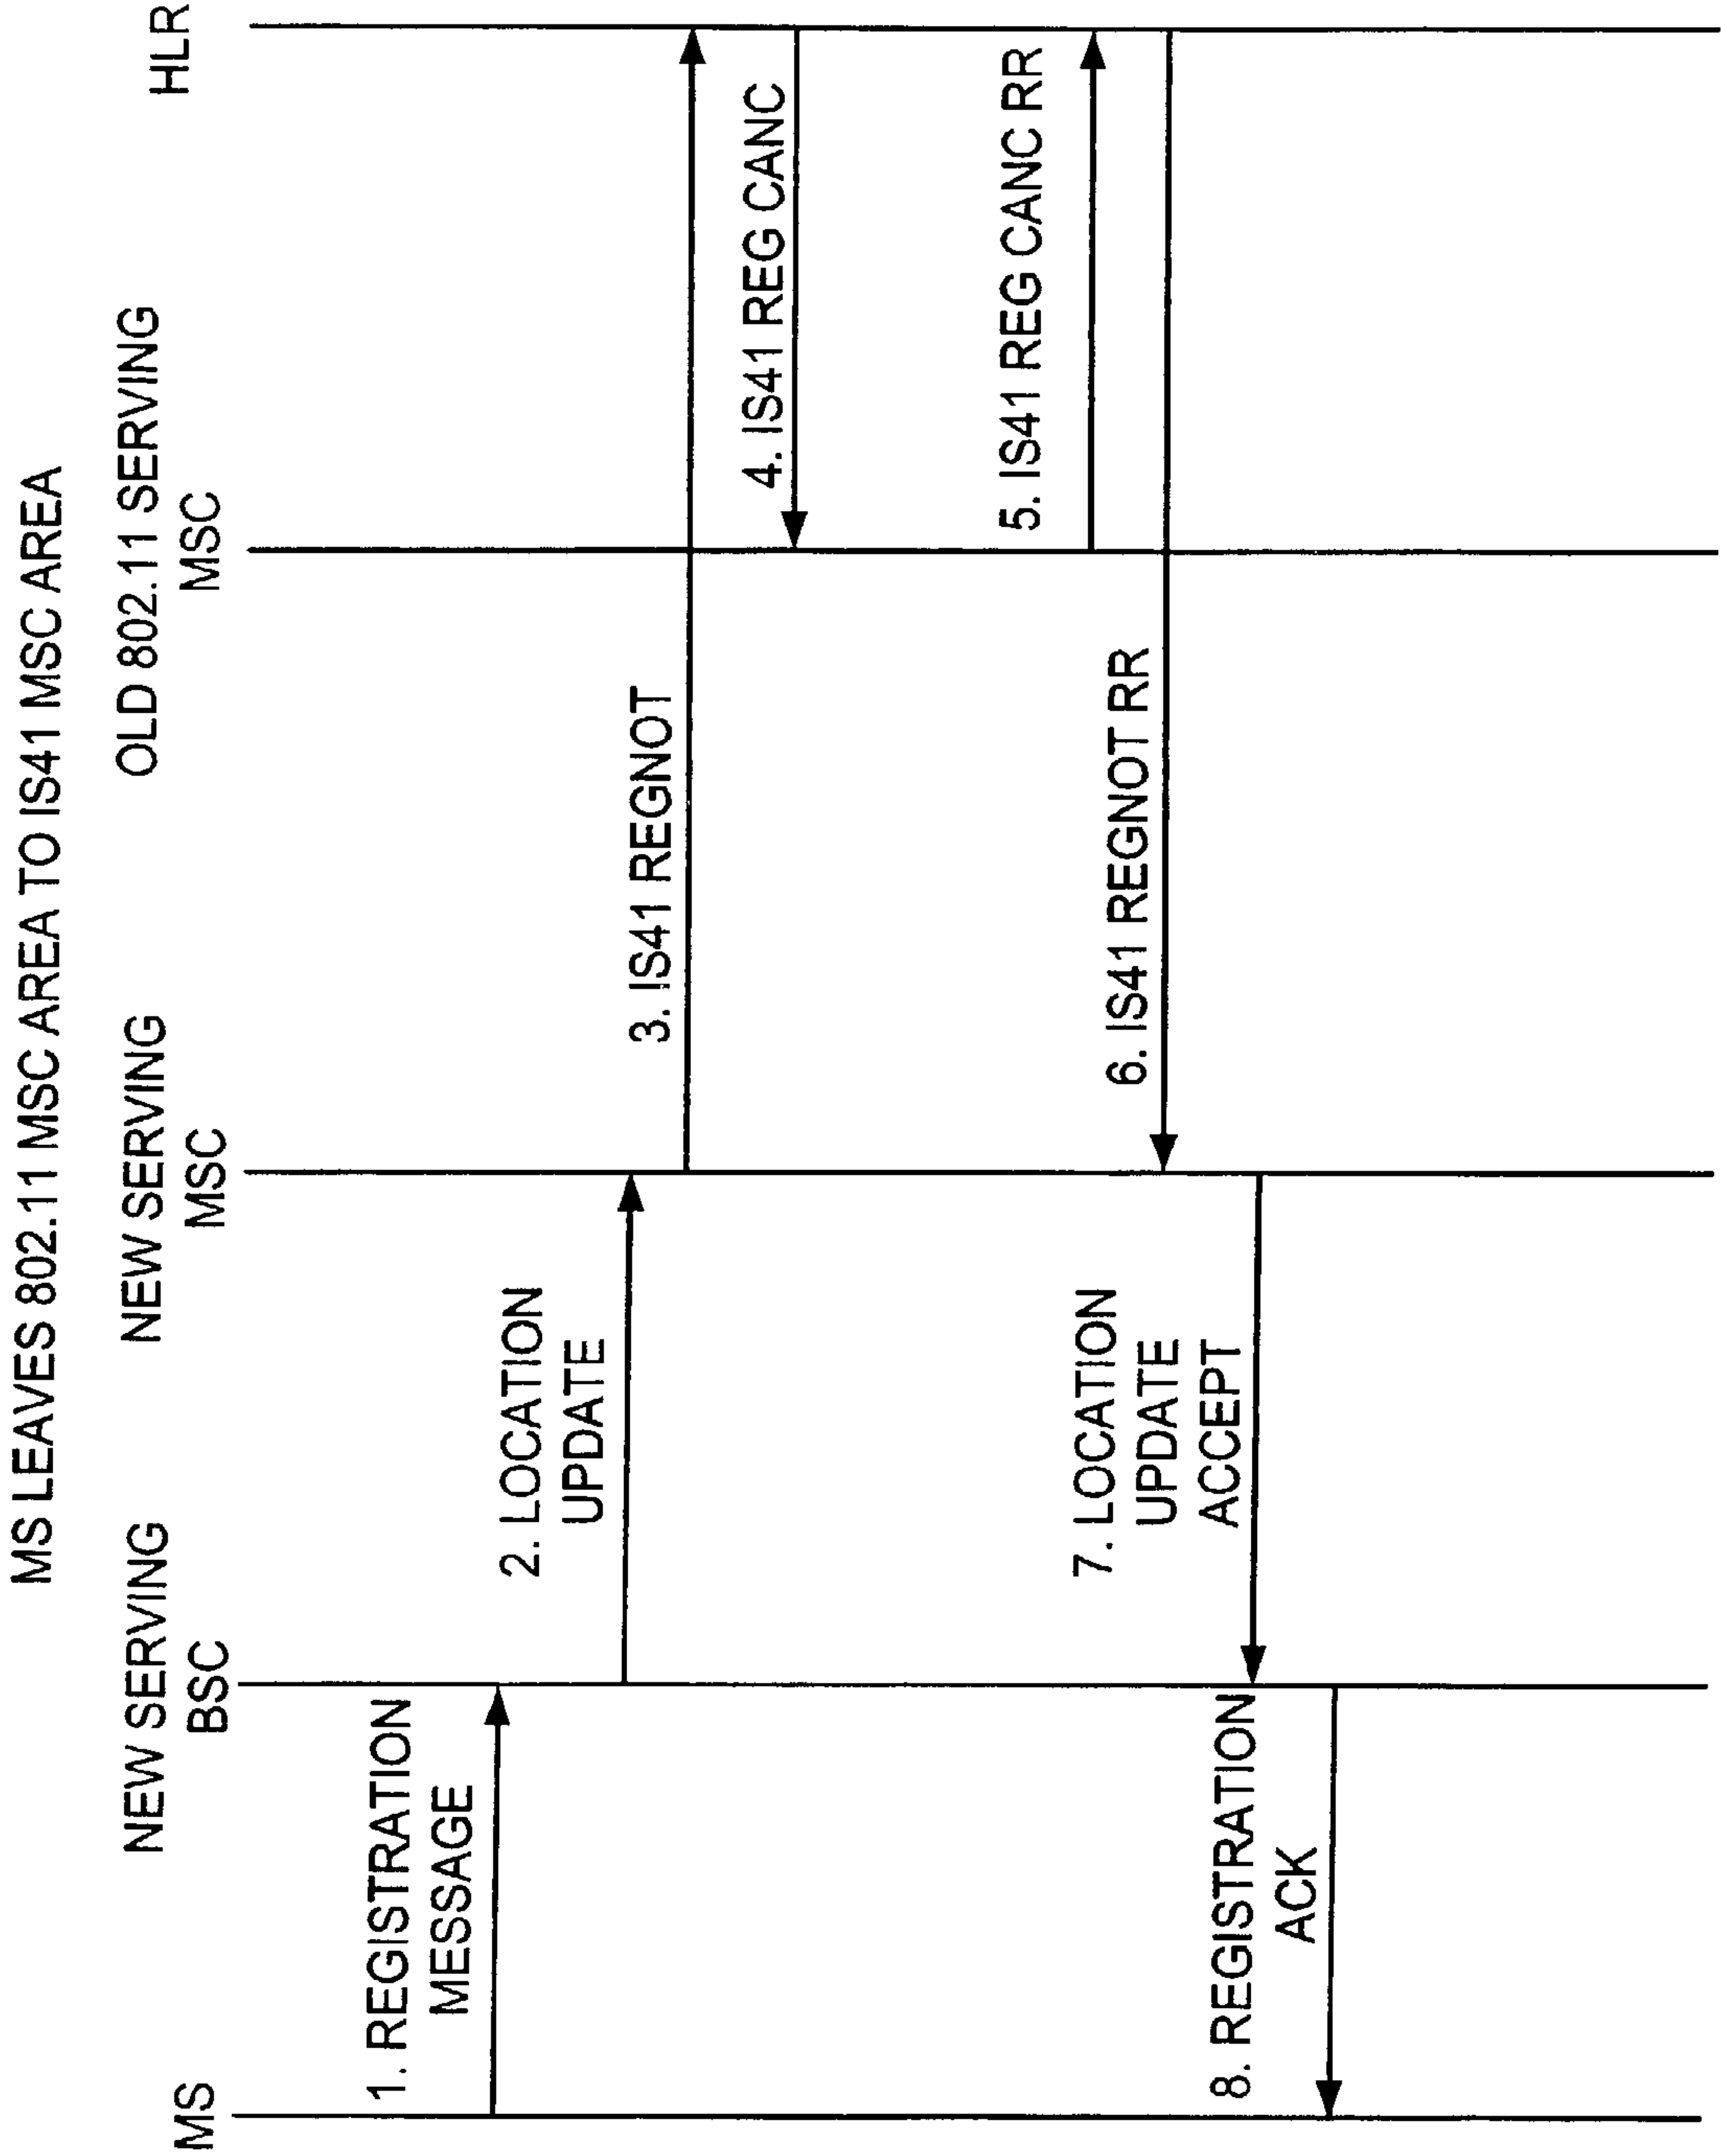 MS LEAVES 802.11 MSC AREA TO IS41 MSC AREA
MS
NEW SERVING
BSC
NEW SERVING
MSC
OLD 802.11 SERVING
MSC
HLR
1. REGISTRATION
MESSAGE
2. LOCATION
UPDATE
3. IS41 REGNOT
4. IS41 REG CANC
5. IS41 REG CANC RR
6. IS41 REGNOT RR
7. LOCATION
UPDATE
ACCEPT
8. REGISTRATION
ACK